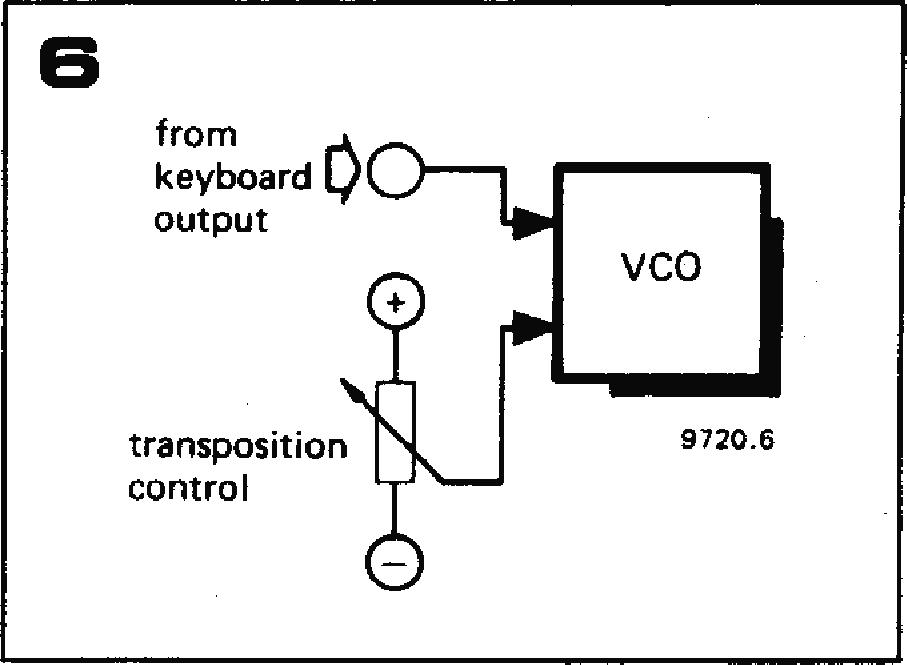 6
from
keyboard
output
VCO
+
transposition
control
−
9720.6